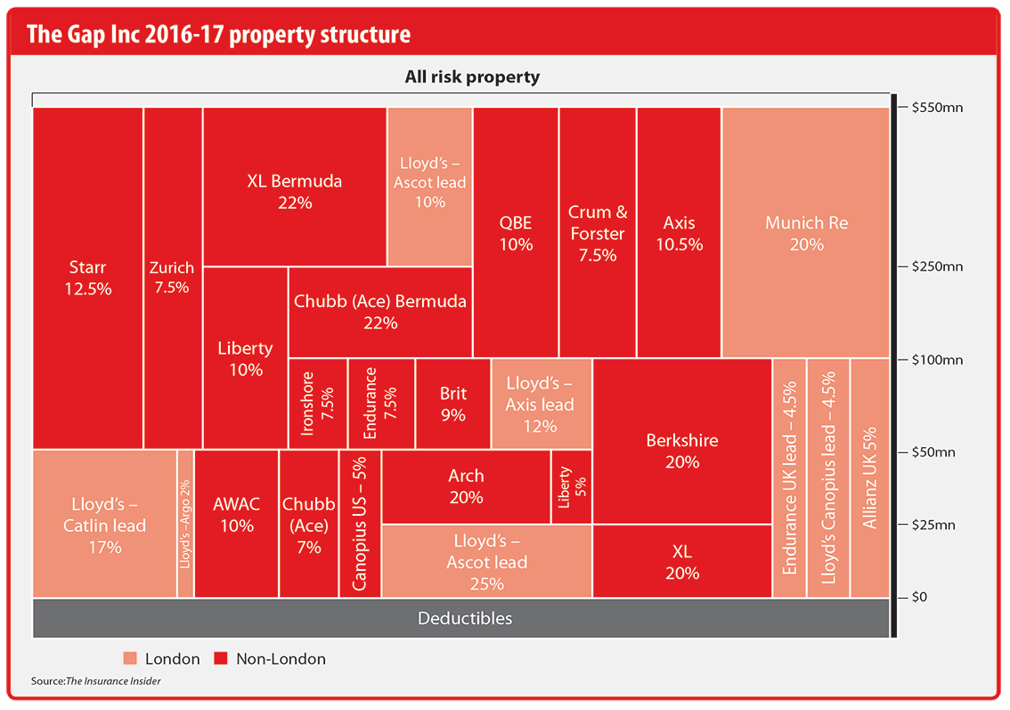 The Gap Inc 2016-17 property structure
All risk property
$550mn
Starr
12.5%
Zurich
7.5%
XL Bermuda
22%
Lloyd's –
Ascot lead
10%
QBE
10%
Crum &
Forster
7.5%
Axis
10.5%
Munich Re
20%
$250mn
Liberty
10%
Chubb (Ace) Bermuda
22%
$100mn
Ironshore
7.5%
Endurance
7.5%
Brit
9%
Lloyd's –
Axis lead
12%
Berkshire
20%
Endurance UK lead – 4.5%
Lloyd's Canopius lead – 4.5%
Allianz UK 5%
$50mn
Lloyd's –
Catlin lead
17%
Lloyd's –Argo 2%
AWAC
10%
Chubb
(Ace)
7%
Canopius US – 5%
Arch
20%
Liberty
5%
$25mn
Lloyd's –
Ascot lead
25%
XL
20%
$0
Deductibles
London
Non-London
Source:The Insurance Insider